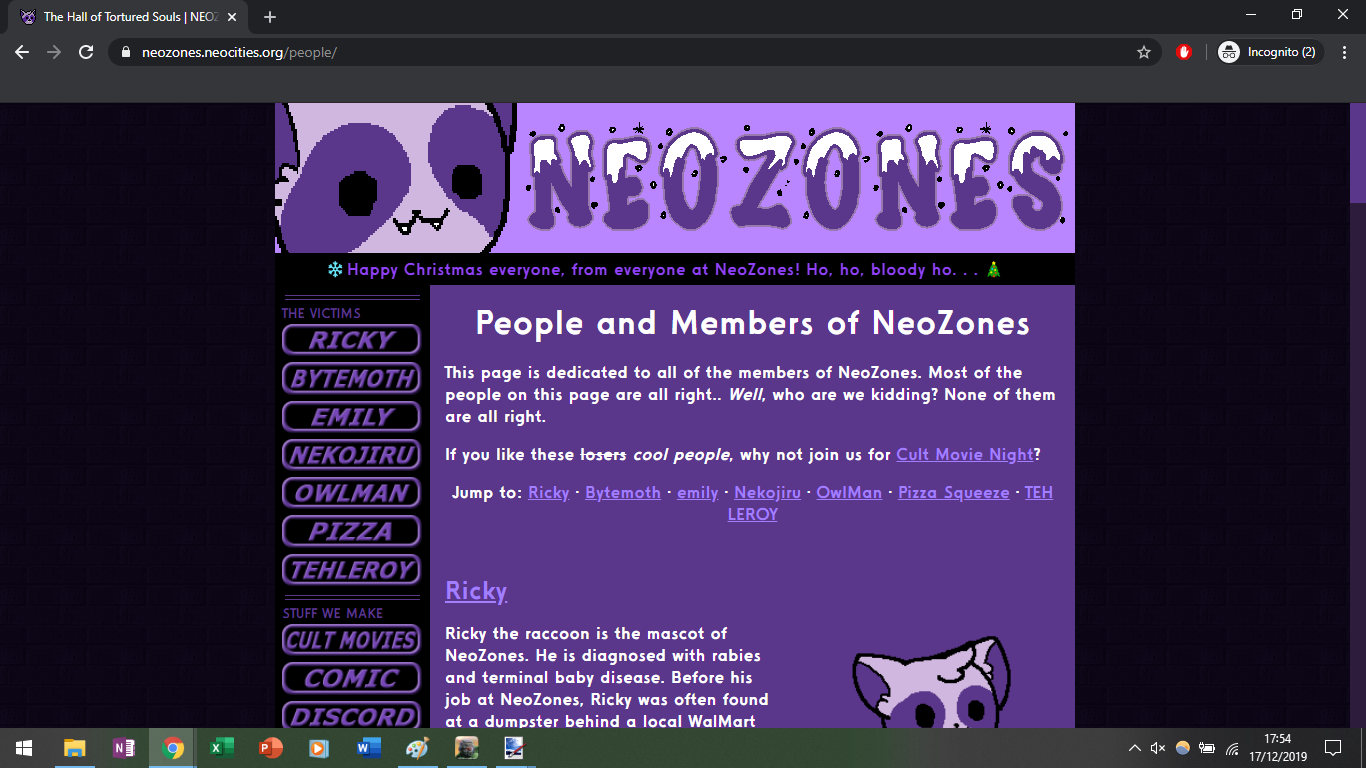 The Hall of Tortured Souls | NEOZ
neozones.neocities.org/people/
Incognito (2)
NEOZONES
Happy Christmas everyone, from everyone at NeoZones! Ho, ho, bloody ho. . .
THE VICTIMS
RICKY
BYTEMOTH
EMILY
NEKOJIRU
OWLMAN
PIZZA
TEHLEROY
STUFF WE MAKE
CULT MOVIES
COMIC
DISCORD
People and Members of NeoZones
This page is dedicated to all of the members of NeoZones. Most of the
people on this page are all right.. Well, who are we kidding? None of them
are all right.
If you like these losers cool people, why not join us for Cult Movie Night?
Jump to: Ricky · Bytemoth · emily · Nekojiru · OwlMan · Pizza Squeeze · TEH
LEROY
Ricky
Ricky the raccoon is the mascot of
NeoZones. He is diagnosed with rabies
and terminal baby disease. Before his
job at NeoZones, Ricky was often found
at a dumpster behind a local WalMart
17:54
17/12/2019